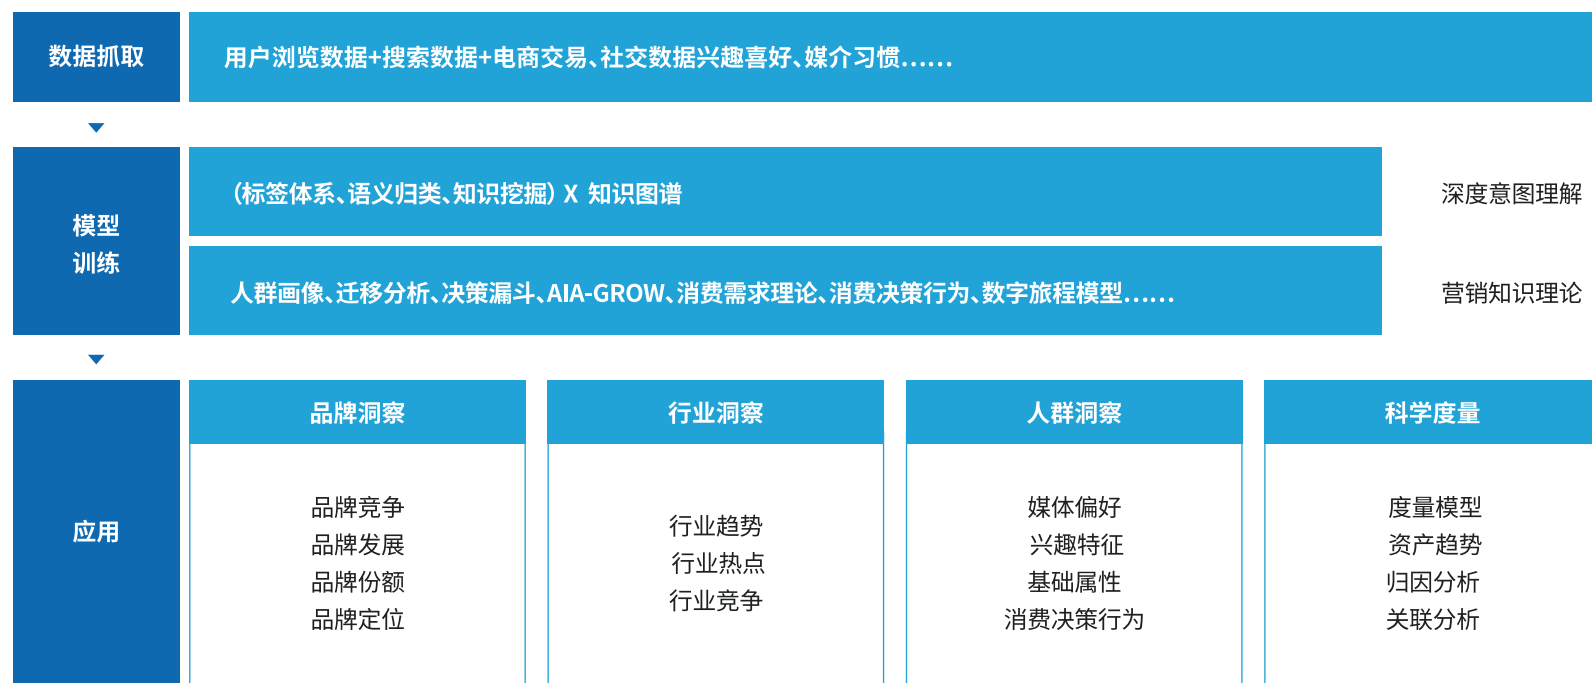 数据抓取
用户浏览数据+搜索数据+电商交易、社交数据兴趣喜好、媒介习惯……
模型
训练
（标签体系、语义归类、知识挖掘）X 知识图谱
深度意图理解
人群画像、迁移分析、决策漏斗、AIA-GROW、消费需求理论、消费决策行为、数字旅程模型……
营销知识理论
应用
品牌洞察
品牌竞争
品牌发展
品牌份额
品牌定位
行业洞察
行业趋势
行业热点
行业竞争
人群洞察
媒体偏好
兴趣特征
基础属性
消费决策行为
科学度量
度量模型
资产趋势
归因分析
关联分析